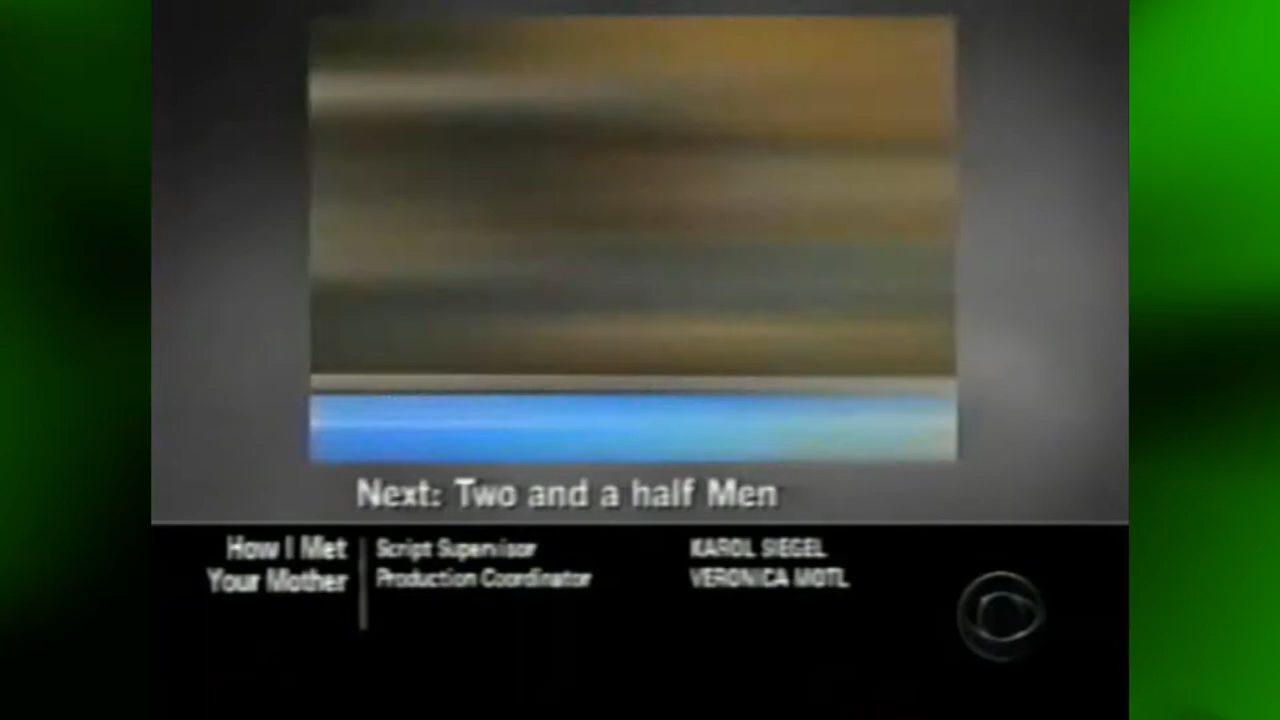 Next: Two and a half Men
How I Met
Your Mother
Script Supervisor
KAROL SIEGEL
Production Coordinator
VERONICA MOTL